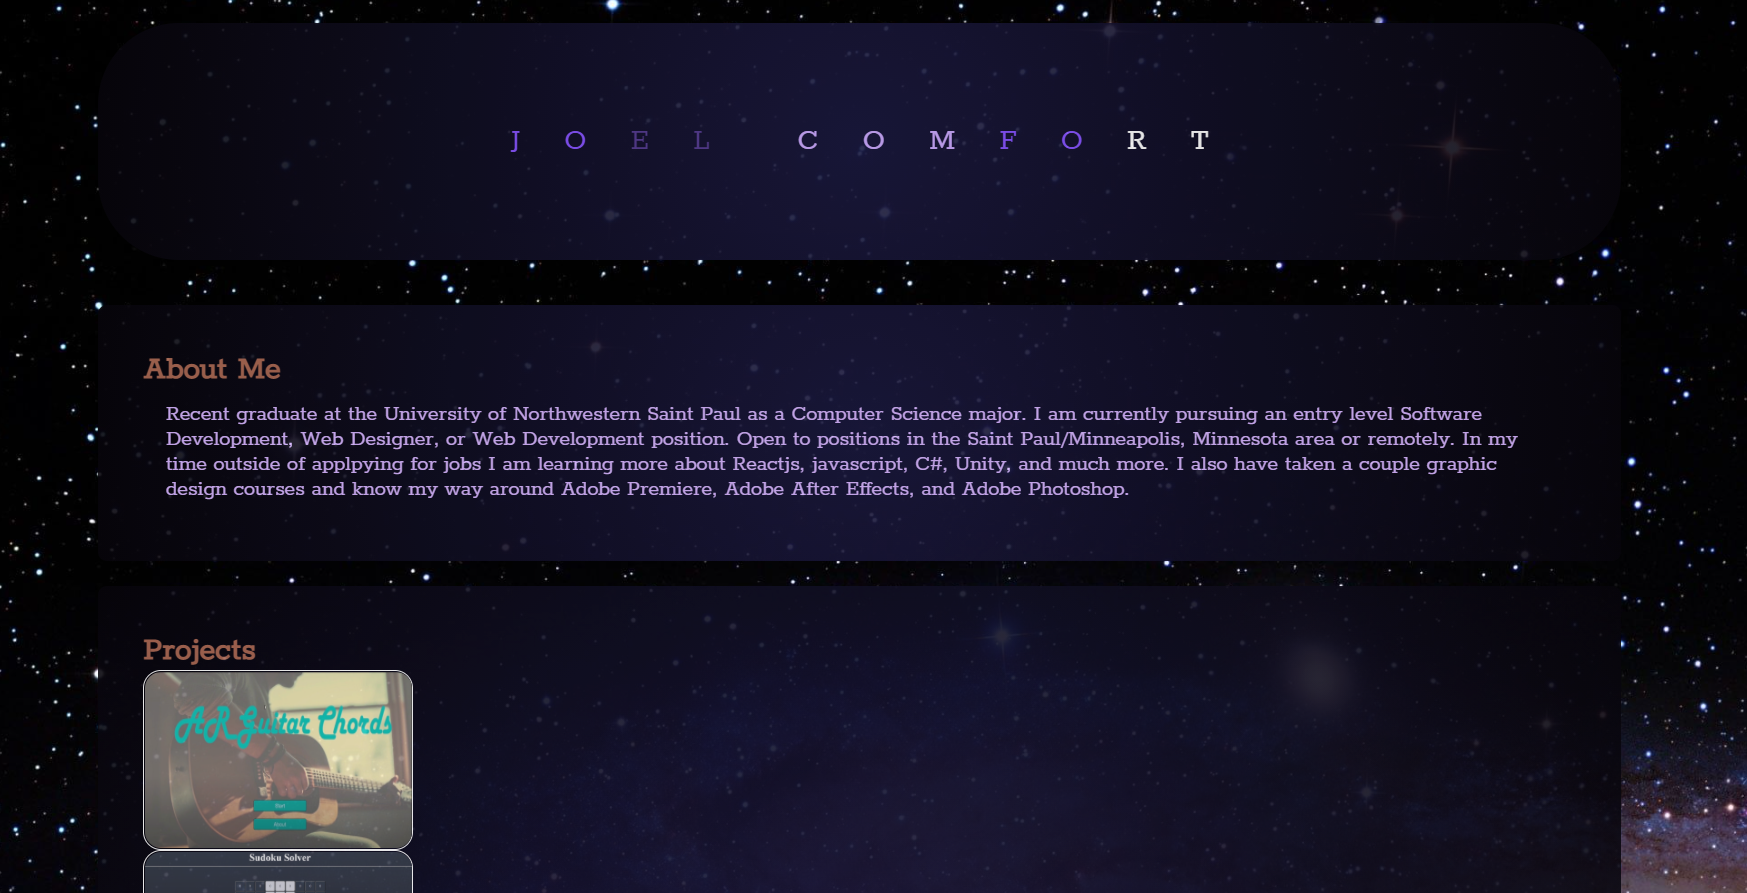 JOEL COMFORT
About Me
Recent graduate at the University of Northwestern Saint Paul as a Computer Science major. I am currently pursuing an entry level Software
Development, Web Designer, or Web Development position. Open to positions in the Saint Paul/Minneapolis, Minnesota area or remotely. In my
time outside of applpying for jobs I am learning more about Reactjs, javascript, C#, Unity, and much more. I also have taken a couple graphic
design courses and know my way around Adobe Premiere, Adobe After Effects, and Adobe Photoshop.
Projects
AR Guitar Chords
Start
About
Sudoku Solver